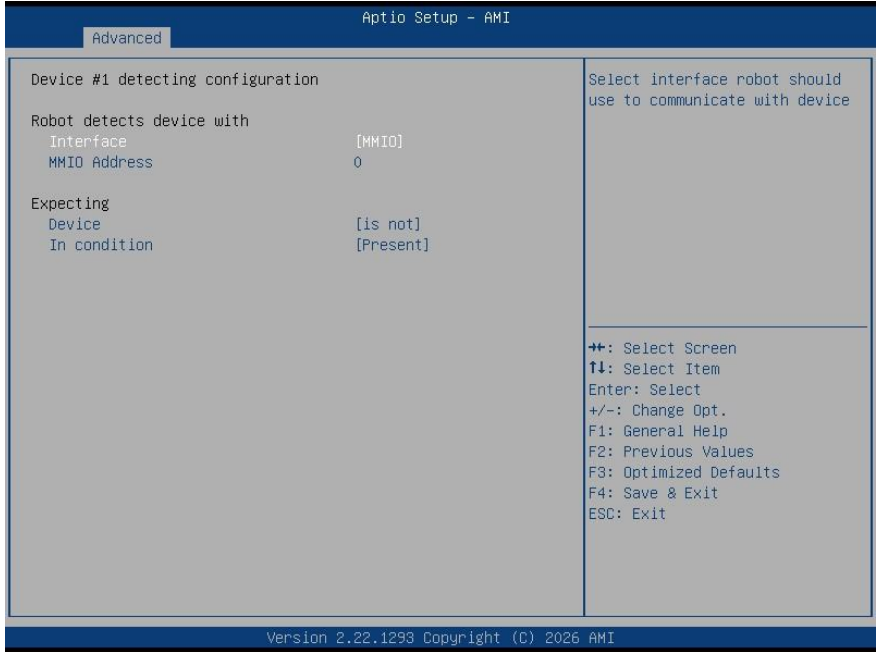 Aptio Setup – AMI
Advanced
Device #1 detecting configuration
Robot detects device with
Interface [MMIO]
MMIO Address 0
Expecting
Device [is not]
In condition [Present]
Select interface robot should
use to communicate with device
→←: Select Screen
↑↓: Select Item
Enter: Select
+/-: Change Opt.
F1: General Help
F2: Previous Values
F3: Optimized Defaults
F4: Save & Exit
ESC: Exit
Version 2.22.1293 Copyright (C) 2026 AMI